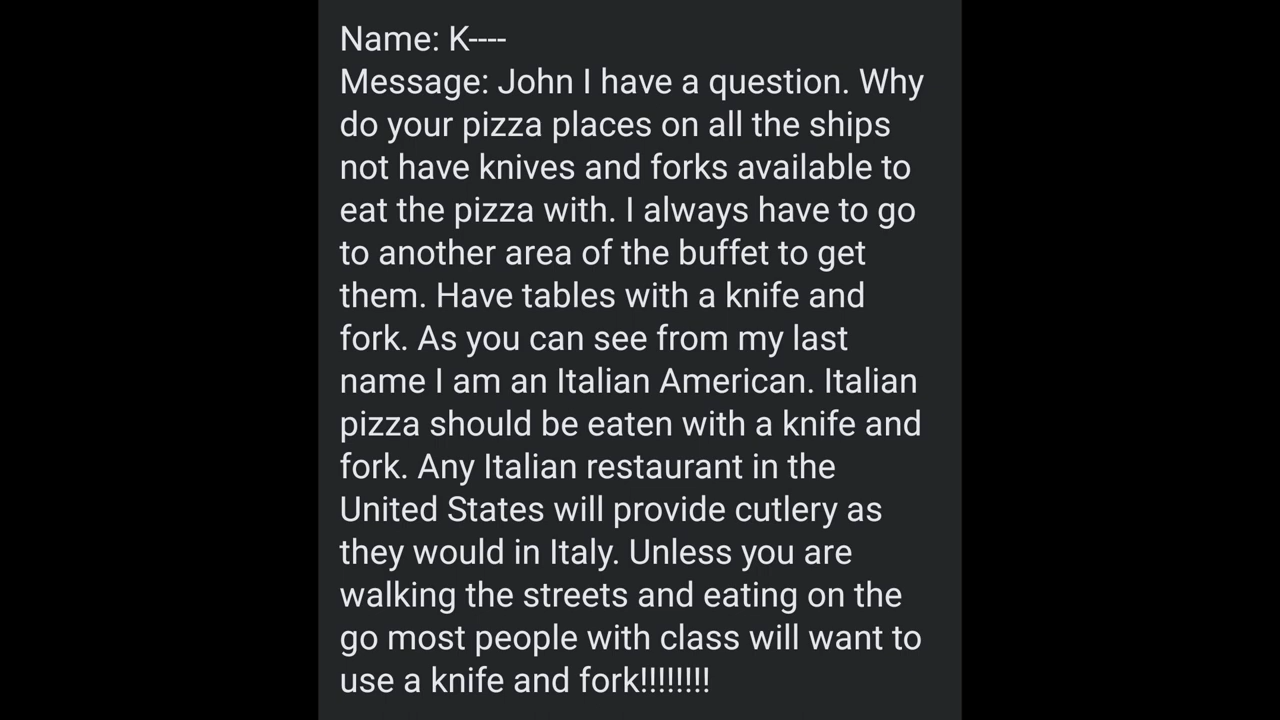 Name: K----
Message: John I have a question. Why
do your pizza places on all the ships
not have knives and forks available to
eat the pizza with. I always have to go
to another area of the buffet to get
them. Have tables with a knife and
fork. As you can see from my last
name I am an Italian American. Italian
pizza should be eaten with a knife and
fork. Any Italian restaurant in the
United States will provide cutlery as
they would in Italy. Unless you are
walking the streets and eating on the
go most people with class will want to
use a knife and fork!!!!!!!!